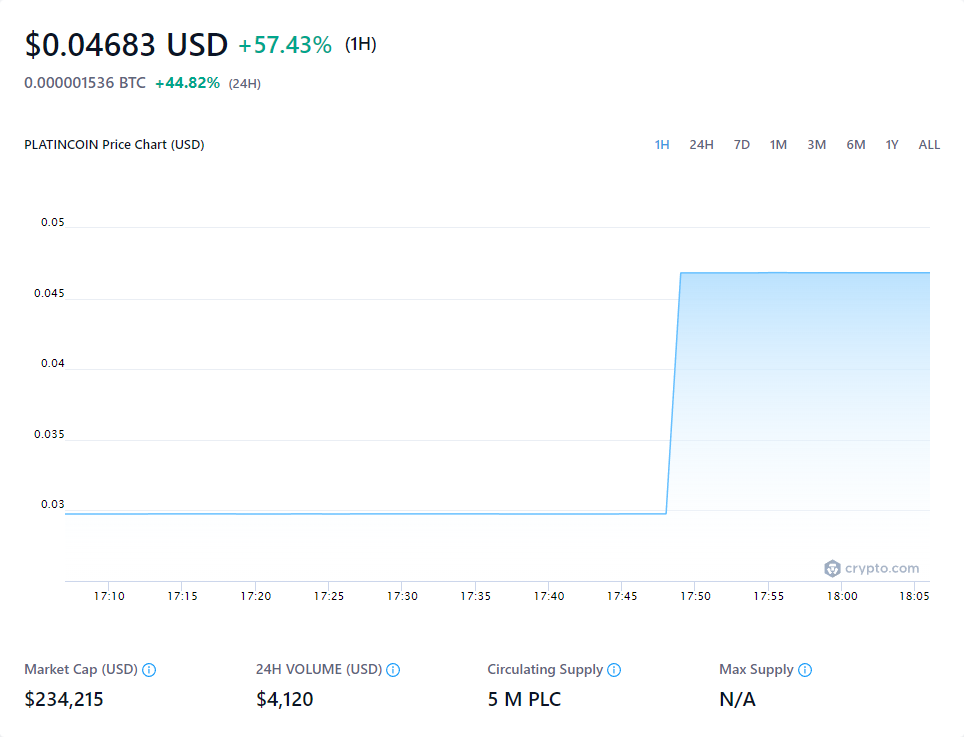 $0.04683 USD +57.43% (1H)
0.000001536 BTC +44.82% (24H)
PLATINCOIN Price Chart (USD) 1H 24H 7D 1M 3M 6M 1Y ALL
0.05
0.045
0.04
0.035
0.03
crypto.com
17:10 17:15 17:20 17:25 17:30 17:35 17:40 17:45 17:50 17:55 18:00 18:05
Market Cap (USD) 24H VOLUME (USD) Circulating Supply Max Supply
$234,215 $4,120 5 M PLC N/A